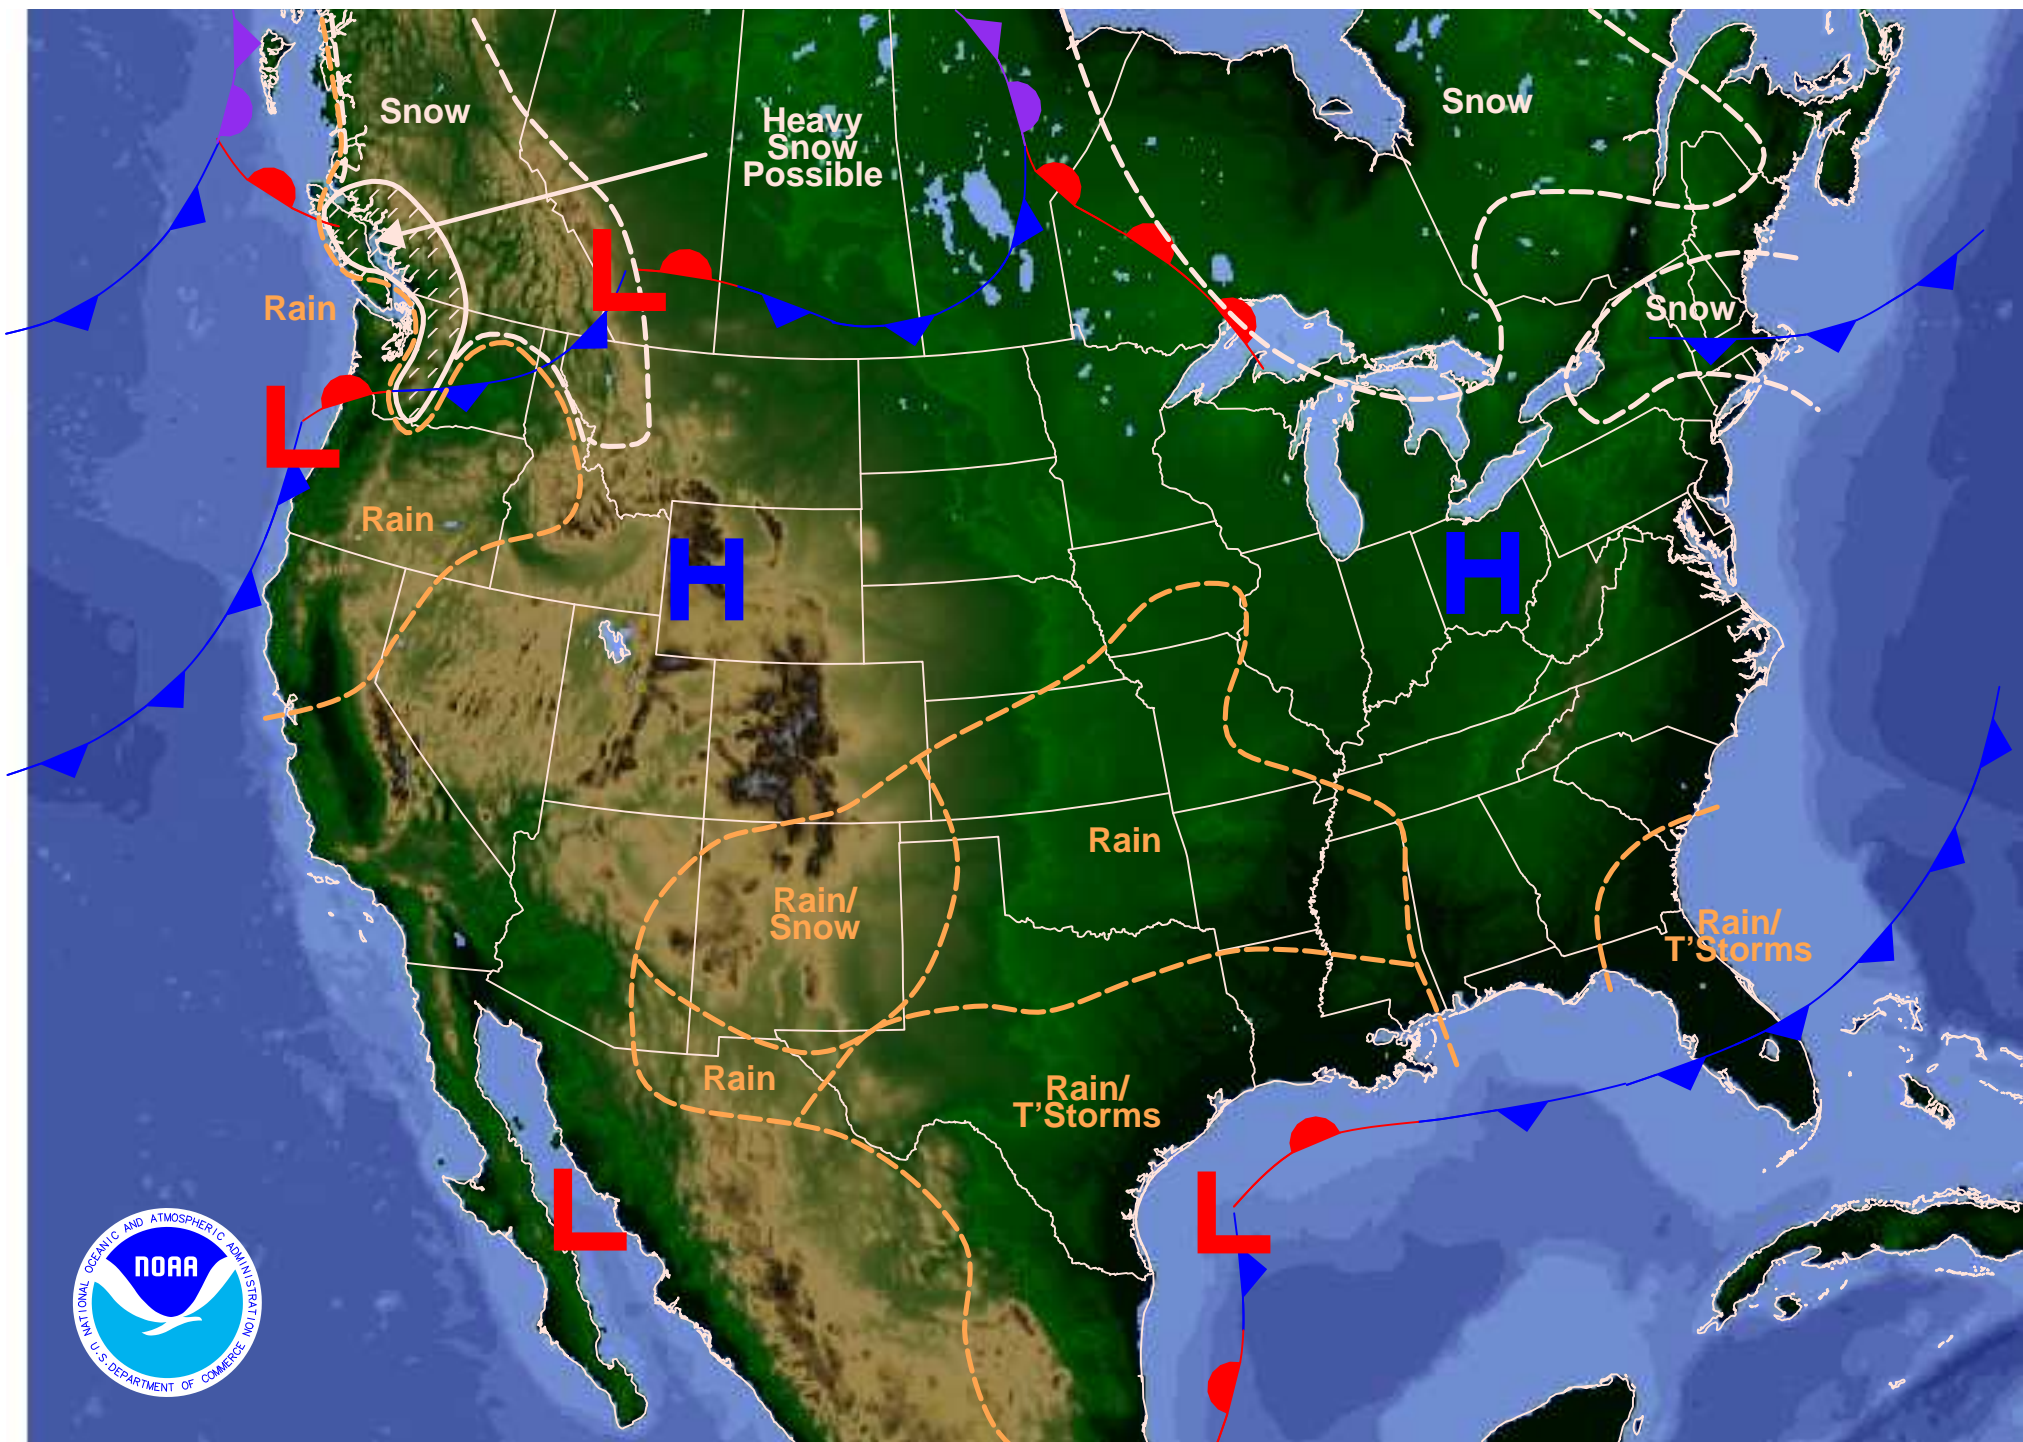 Snow
Heavy
Snow
Possible
Snow
L
Rain
Snow
L
Rain
H
H
Rain
Rain/
Snow
Rain/
T'Storms
Rain
Rain/
T'Storms
L
L
NATIONAL OCEANIC AND ATMOSPHERIC ADMINISTRATION
NOAA
U.S. DEPARTMENT OF COMMERCE